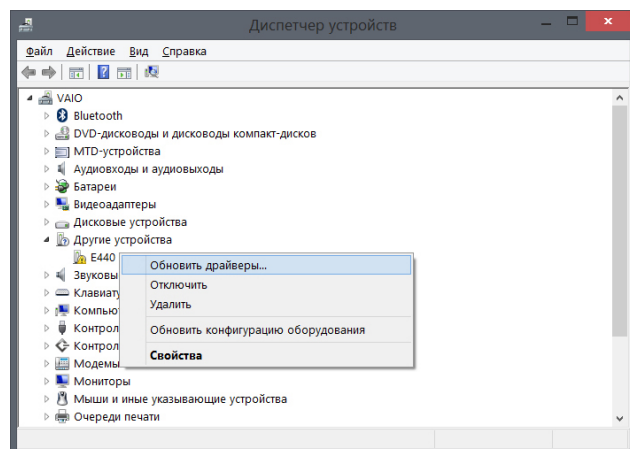 Диспетчер устройств
Файл Действие Вид Справка
VAIO
Bluetooth
DVD-дисководы и дисководы компакт-дисков
MTD-устройства
Аудиовходы и аудиовыходы
Батареи
Видеоадаптеры
Дисковые устройства
Другие устройства
E440
Обновить драйверы...
Звуковы
Отключить
Клавиату
Удалить
Компьют
Контрол
Обновить конфигурацию оборудования
Контрол
Свойства
Модемы
Мониторы
Мыши и иные указывающие устройства
Очереди печати